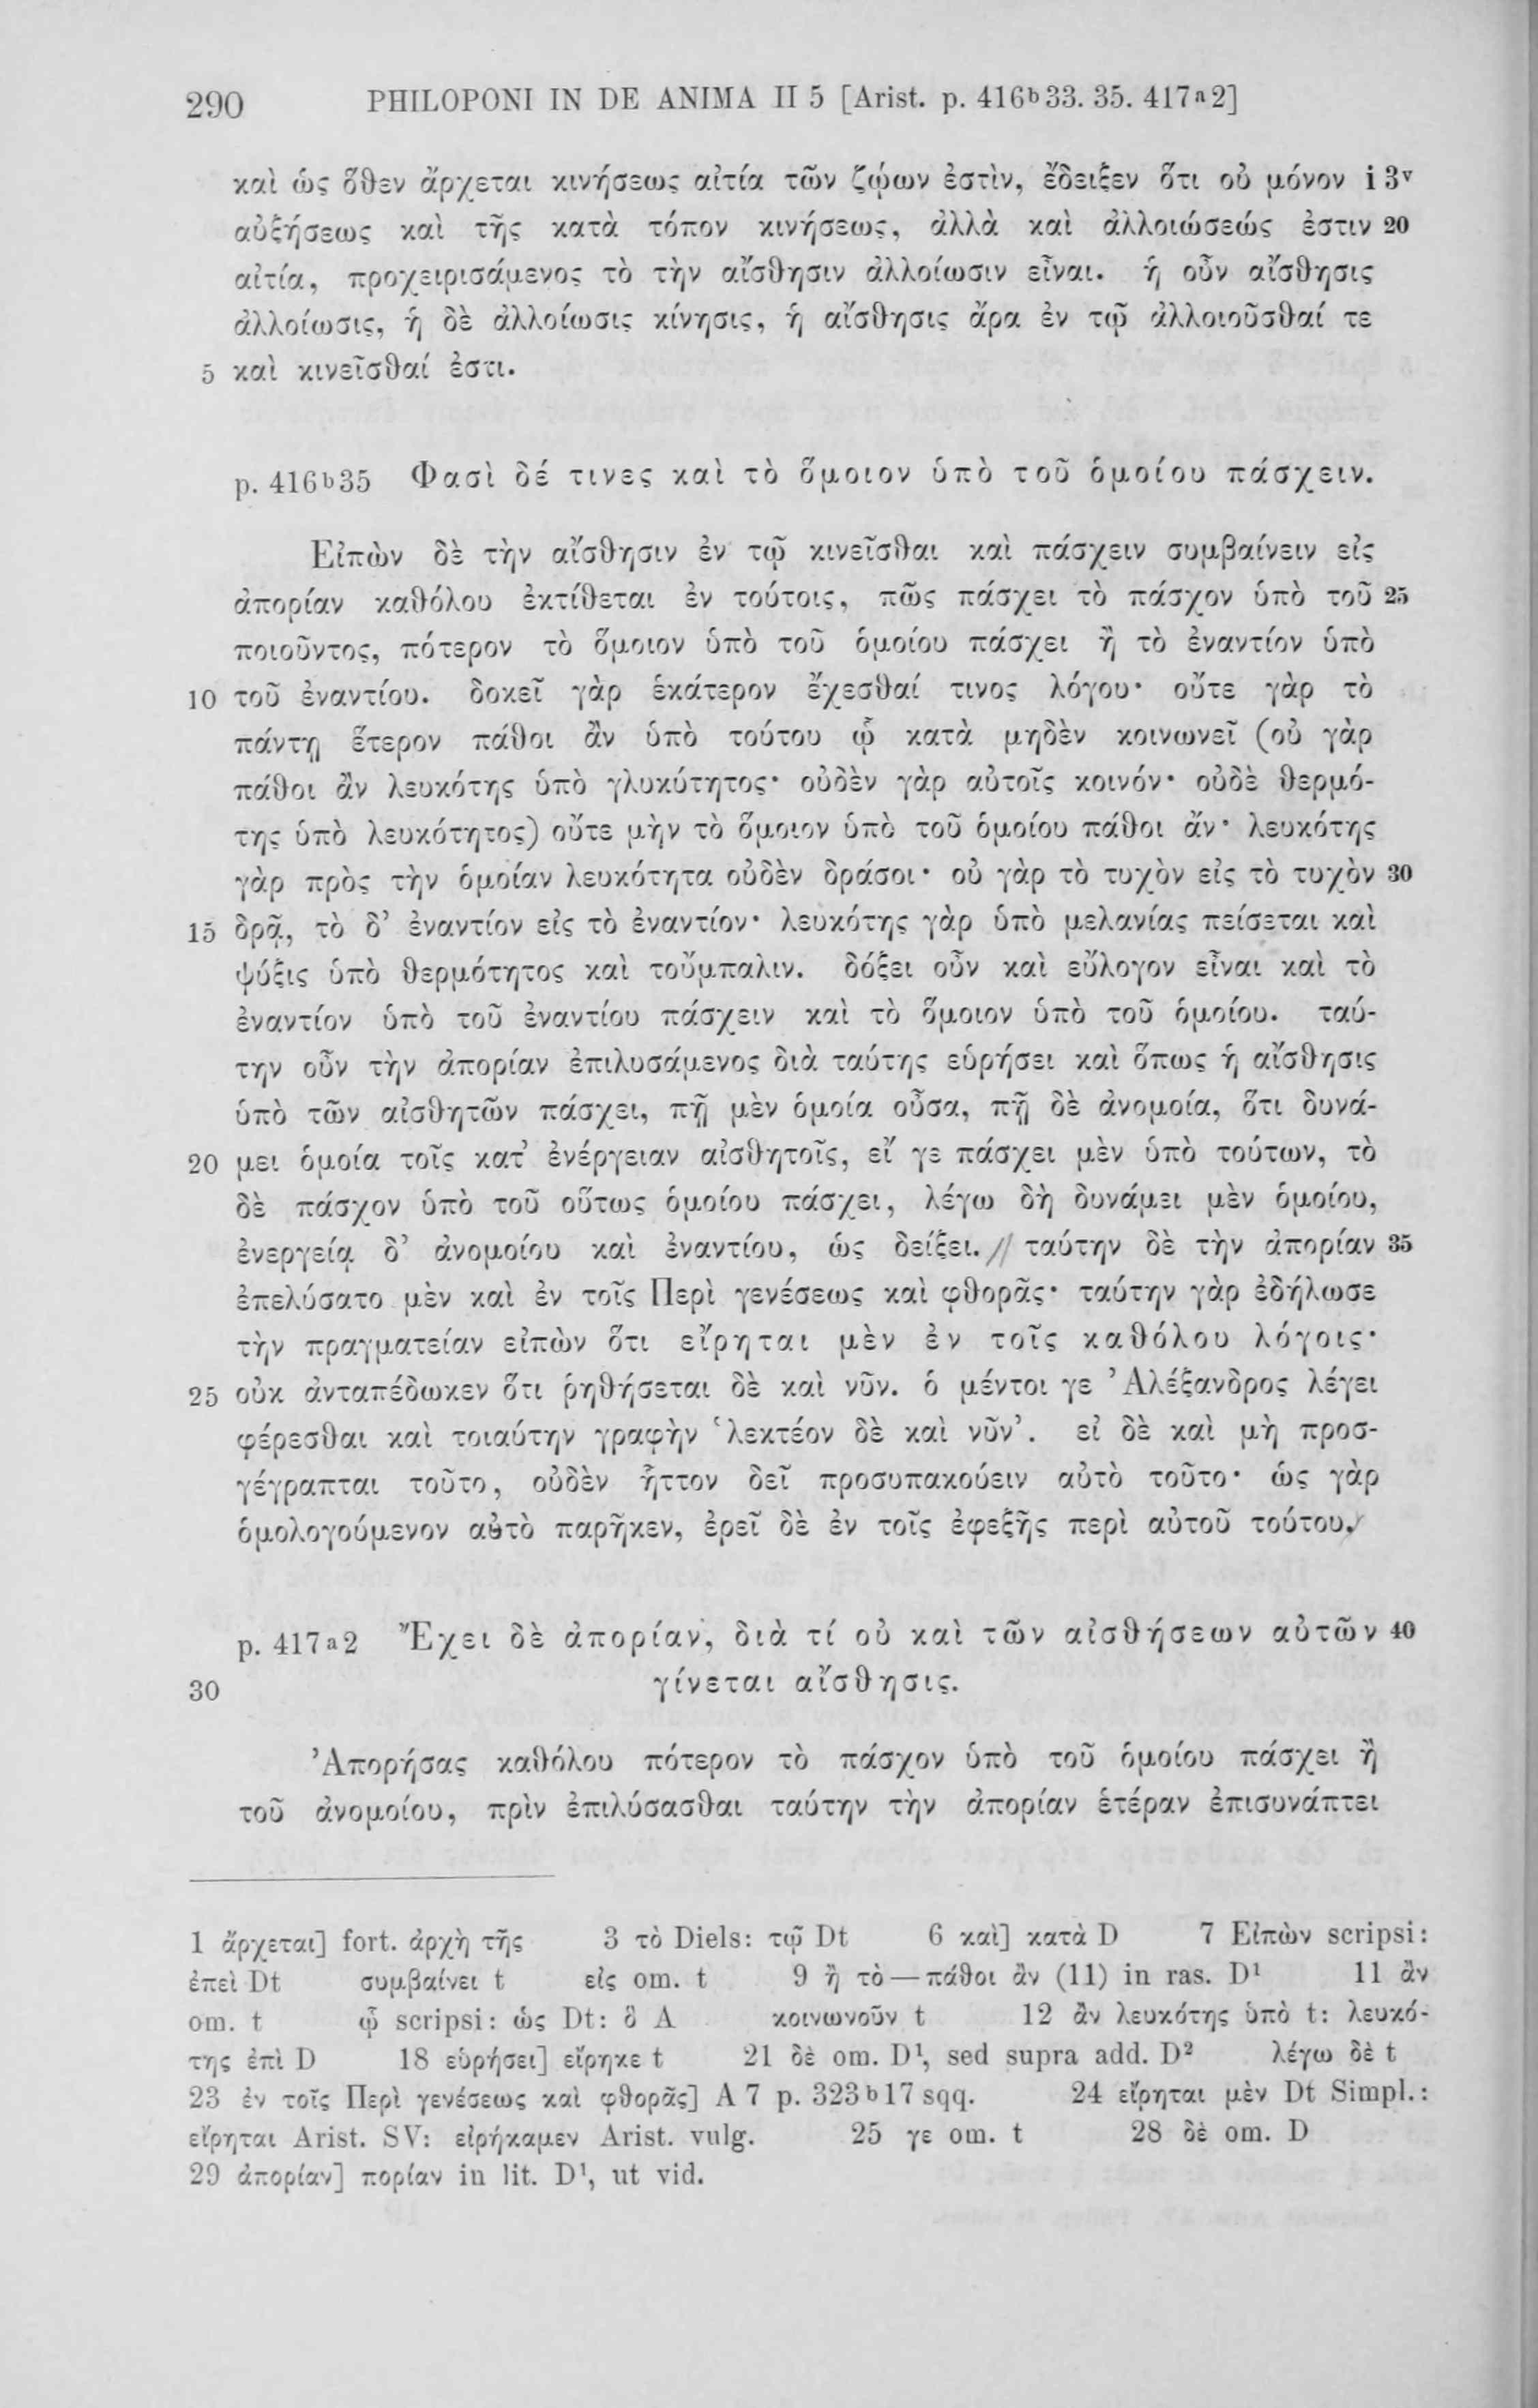 290 PHILOPONI IN DE ANIMA II 5 [Arist. p. 416ᵇ33. 35. 417ᵃ2]
καὶ ὡς ὅθεν ἄρχεται κινήσεως αἰτία τῶν ζῴων ἐστὶν, ἔδειξεν ὅτι οὐ μόνον i 3ᵛ
αὐξήσεως καὶ τῆς κατὰ τόπον κινήσεως, ἀλλὰ καὶ ἀλλοιώσεώς ἐστιν 20
αἰτία, προχειρισάμενος τὸ τὴν αἴσθησιν ἀλλοίωσιν εἶναι. ἡ οὖν αἴσθησις
ἀλλοίωσις, ἡ δὲ ἀλλοίωσις κίνησις, ἡ αἴσθησις ἄρα ἐν τῷ ἀλλοιοῦσθαί τε
5 καὶ κινεῖσθαί ἐστι.
p. 416ᵇ35 Φασὶ δέ τινες καὶ τὸ ὅμοιον ὑπὸ τοῦ ὁμοίου πάσχειν.
Εἰπὼν δὲ τὴν αἴσθησιν ἐν τῷ κινεῖσθαι καὶ πάσχειν συμβαίνειν εἰς
ἀπορίαν καθόλου ἐκτίθεται ἐν τούτοις, πῶς πάσχει τὸ πάσχον ὑπὸ τοῦ 25
ποιοῦντος, πότερον τὸ ὅμοιον ὑπὸ τοῦ ὁμοίου πάσχει ἢ τὸ ἐναντίον ὑπὸ
10 τοῦ ἐναντίου. δοκεῖ γὰρ ἑκάτερον ἔχεσθαί τινος λόγου· οὔτε γὰρ τὸ
πάντῃ ἕτερον πάθοι ἂν ὑπὸ τούτου ᾧ κατὰ μηδὲν κοινωνεῖ (οὐ γὰρ
πάθοι ἂν λευκότης ὑπὸ γλυκύτητος· οὐδὲν γὰρ αὐτοῖς κοινόν· οὐδὲ θερμό-
της ὑπὸ λευκότητος) οὔτε μὴν τὸ ὅμοιον ὑπὸ τοῦ ὁμοίου πάθοι ἄν· λευκότης
γὰρ πρὸς τὴν ὁμοίαν λευκότητα οὐδὲν δράσοι· οὐ γὰρ τὸ τυχὸν εἰς τὸ τυχὸν 30
15 δρᾷ, τὸ δ’ ἐναντίον εἰς τὸ ἐναντίον· λευκότης γὰρ ὑπὸ μελανίας πείσεται καὶ
ψύξις ὑπὸ θερμότητος καὶ τοὔμπαλιν. δόξει οὖν καὶ εὔλογον εἶναι καὶ τὸ
ἐναντίον ὑπὸ τοῦ ἐναντίου πάσχειν καὶ τὸ ὅμοιον ὑπὸ τοῦ ὁμοίου. ταύ-
την οὖν τὴν ἀπορίαν ἐπιλυσάμενος διὰ ταύτης εὑρήσει καὶ ὅπως ἡ αἴσθησις
ὑπὸ τῶν αἰσθητῶν πάσχει, πῇ μὲν ὁμοία οὖσα, πῇ δὲ ἀνομοία, ὅτι δυνά-
20 μει ὁμοία τοῖς κατ’ ἐνέργειαν αἰσθητοῖς, εἴ γε πάσχει μὲν ὑπὸ τούτων, τὸ
δὲ πάσχον ὑπὸ τοῦ οὕτως ὁμοίου πάσχει, λέγω δὴ δυνάμει μὲν ὁμοίου,
ἐνεργείᾳ δ’ ἀνομοίου καὶ ἐναντίου, ὡς δείξει. // ταύτην δὲ τὴν ἀπορίαν 35
ἐπελύσατο μὲν καὶ ἐν τοῖς Περὶ γενέσεως καὶ φθορᾶς· ταύτην γὰρ ἐδήλωσε
τὴν πραγματείαν εἰπὼν ὅτι εἴρηται μὲν ἐν τοῖς καθόλου λόγοις·
25 οὐκ ἀνταπέδωκεν ὅτι ῥηθήσεται δὲ καὶ νῦν. ὁ μέντοι γε Ἀλέξανδρος λέγει
φέρεσθαι καὶ τοιαύτην γραφὴν ‘λεκτέον δὲ καὶ νῦν’. εἰ δὲ καὶ μὴ προσ-
γέγραπται τοῦτο, οὐδὲν ἧττον δεῖ προσυπακούειν αὐτὸ τοῦτο· ὡς γὰρ
ὁμολογούμενον αὐτὸ παρῆκεν, ἐρεῖ δὲ ἐν τοῖς ἐφεξῆς περὶ αὐτοῦ τούτου.
p. 417ᵃ2 Ἔχει δὲ ἀπορίαν, διὰ τί οὐ καὶ τῶν αἰσθήσεων αὐτῶν 40
30 γίνεται αἴσθησις.
Ἀπορήσας καθόλου πότερον τὸ πάσχον ὑπὸ τοῦ ὁμοίου πάσχει ἢ
τοῦ ἀνομοίου, πρὶν ἐπιλύσασθαι ταύτην τὴν ἀπορίαν ἑτέραν ἐπισυνάπτει
1 ἄρχεται] fort. ἀρχὴ τῆς 3 τὸ Diels: τῷ Dt 6 καὶ] κατὰ D 7 Εἰπὼν scripsi:
ἐπεὶ Dt συμβαίνει t εἰς om. t 9 ἢ τὸ — πάθοι ἂν (11) in ras. D¹ 11 ἂν
om. t ᾧ scripsi: ὡς Dt: ὃ A κοινωνοῦν t 12 ἂν λευκότης ὑπὸ t: λευκό-
της ἐπὶ D 18 εὑρήσει] εἴρηκε t 21 δὲ om. D¹, sed supra add. D² λέγω δὲ t
23 ἐν τοῖς Περὶ γενέσεως καὶ φθορᾶς] A 7 p. 323ᵇ17 sqq. 24 εἴρηται μὲν Dt Simpl.:
εἴρηται Arist. SV: εἰρήκαμεν Arist. vulg. 25 γε om. t 28 δὲ om. D
29 ἀπορίαν] πορίαν in lit. D¹, ut vid.